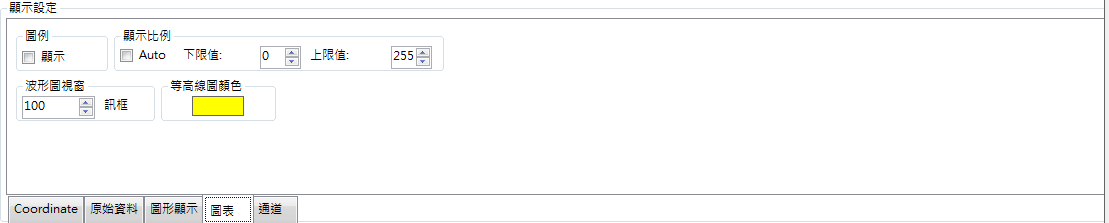 顯示設定
圖例
顯示
顯示比例
Auto 下限值: 0 上限值: 255
波形圖視窗
100 訊框
等高線圖顏色
Coordinate 原始資料 圖形顯示 圖表 通道